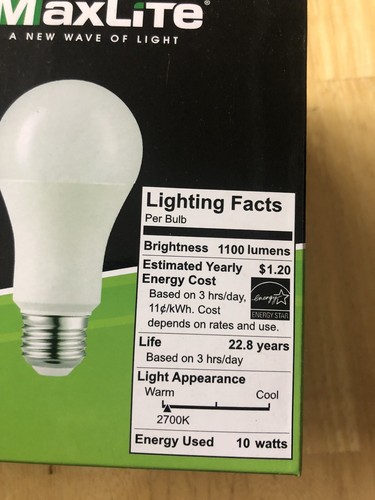 MAXLITE®
A NEW WAVE OF LIGHT
Lighting Facts
Per Bulb
Brightness 1100 lumens
Estimated Yearly $1.20
Energy Cost
Based on 3 hrs/day,
11¢/kWh. Cost
depends on rates and use.
energy
ENERGY STAR
Life 22.8 years
Based on 3 hrs/day
Light Appearance
Warm Cool
2700K
Energy Used 10 watts